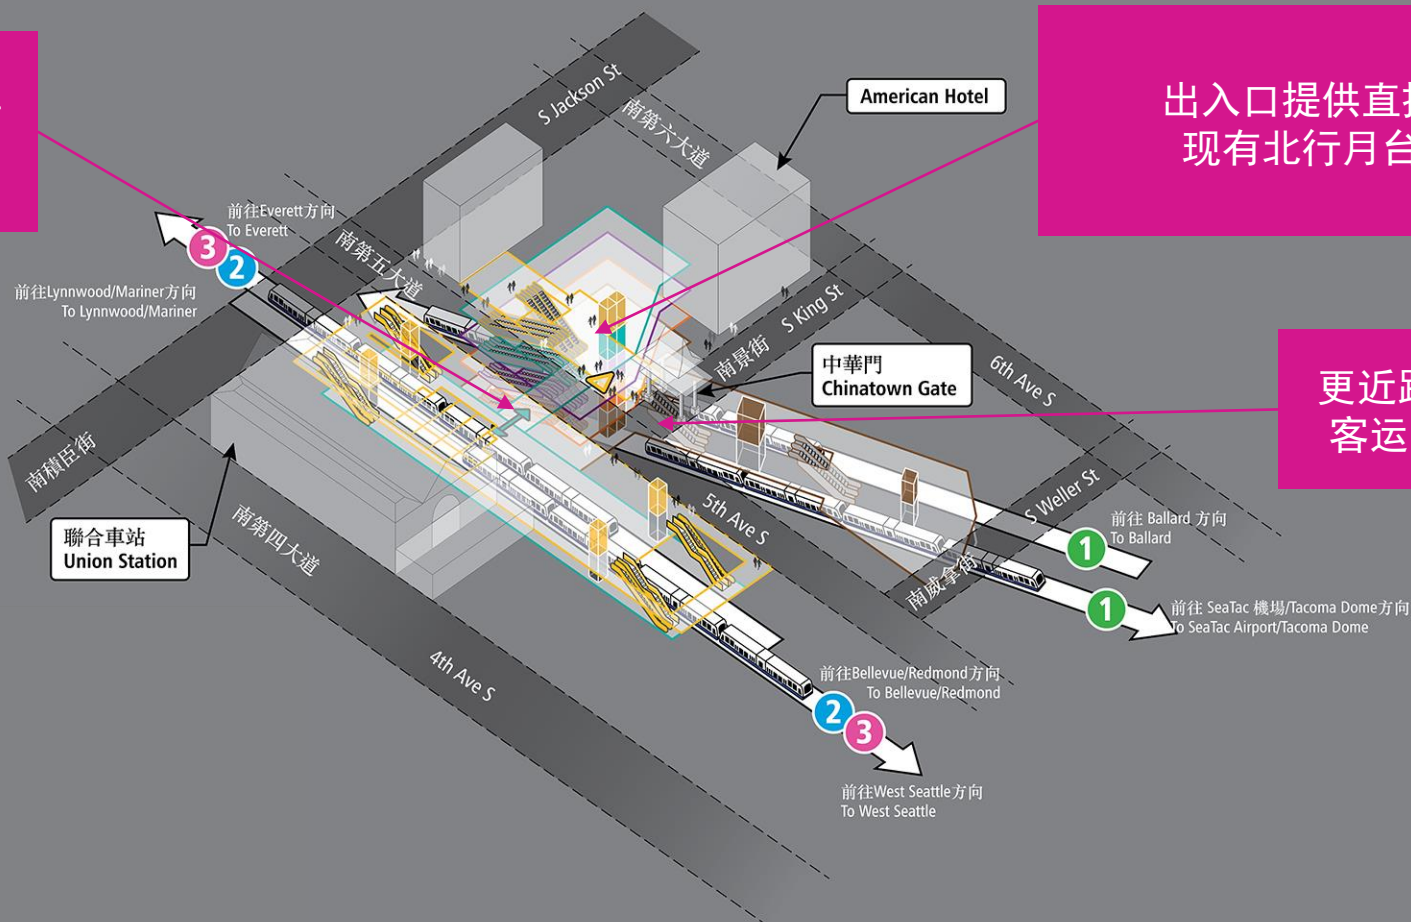 S Jackson St
南第六大道
American Hotel
出入口提供直
现有北行月台
前往Everett方向
To Everett
3
2
南第五大道
前往Lynnwood/Mariner方向
To Lynnwood/Mariner
S King St
南景街
中華門
Chinatown Gate
6th Ave S
更近
客运
南積臣街
聯合車站
Union Station
南第四大道
5th Ave S
S Weller St
南威拿街
前往 Ballard 方向
To Ballard
1
1
前往 SeaTac 機場/Tacoma Dome方向
To SeaTac Airport/Tacoma Dome
4th Ave S
前往Bellevue/Redmond方向
To Bellevue/Redmond
2
3
前往West Seattle方向
To West Seattle